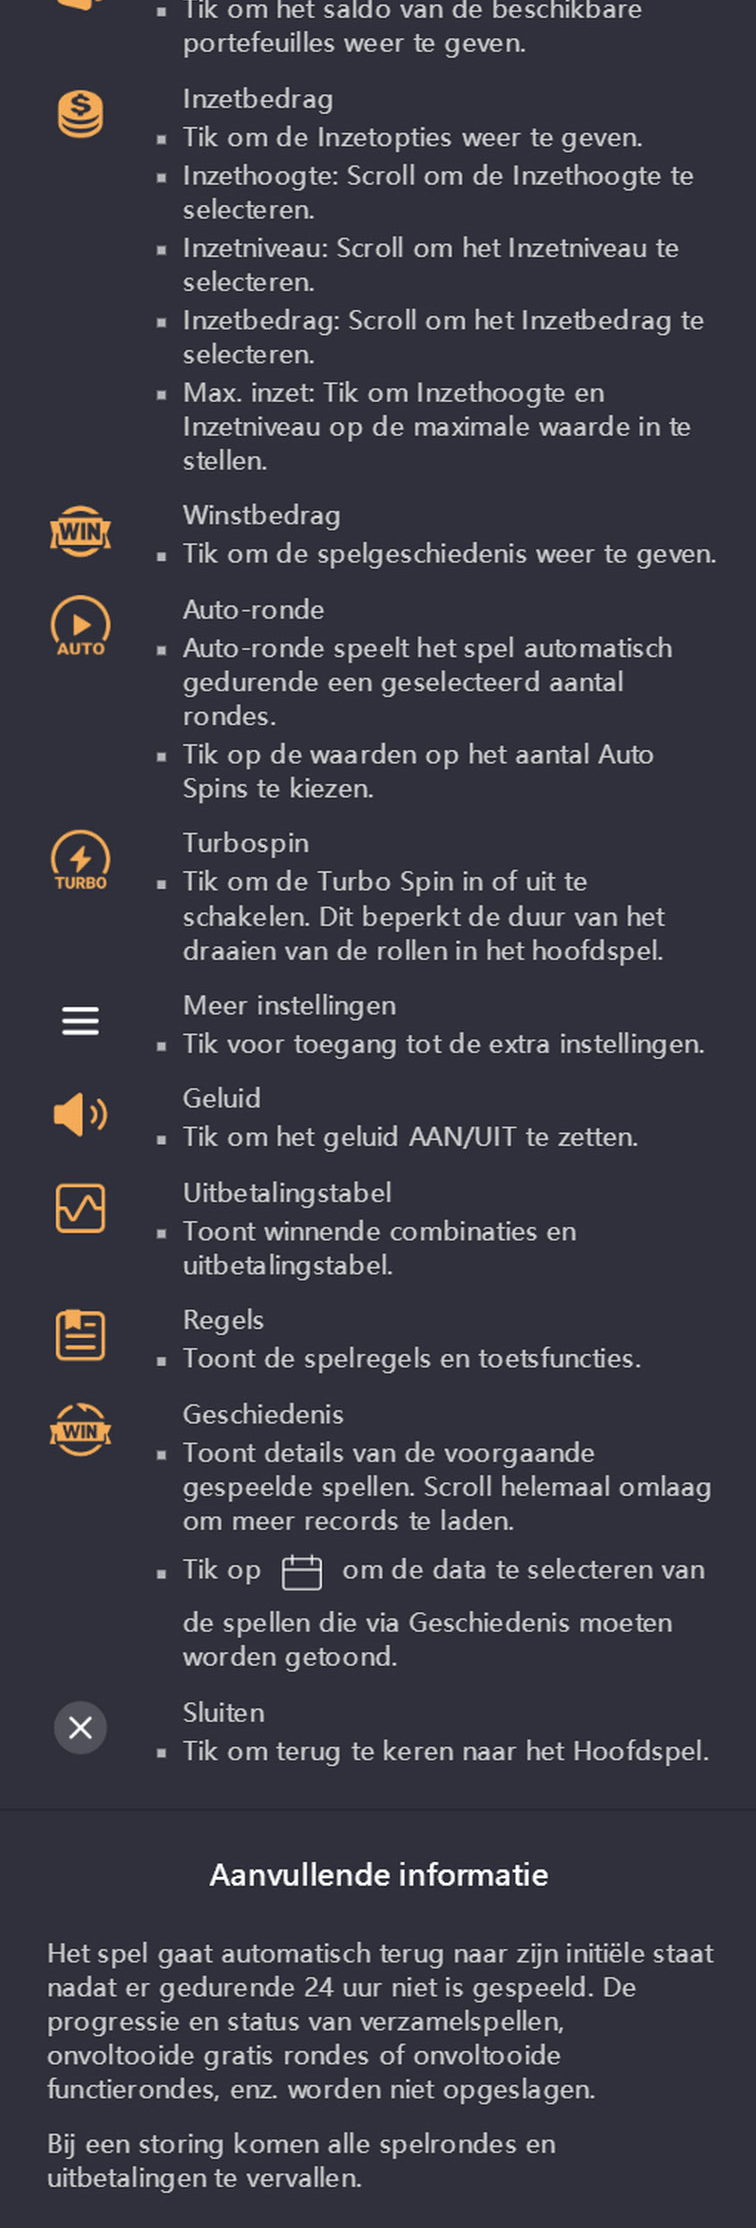 Tik om het saldo van de beschikbare
portefeuilles weer te geven.
Inzetbedrag
Tik om de Inzetopties weer te geven.
Inzethoogte: Scroll om de Inzethoogte te
selecteren.
Inzetniveau: Scroll om het Inzetniveau te
selecteren.
Inzetbedrag: Scroll om het Inzetbedrag te
selecteren.
Max. inzet: Tik om Inzethoogte en
Inzetniveau op de maximale waarde in te
stellen.
WIN
Winstbedrag
Tik om de spelgeschiedenis weer te geven.
AUTO
Auto-ronde
Auto-ronde speelt het spel automatisch
gedurende een geselecteerd aantal
rondes.
Tik op de waarden op het aantal Auto
Spins te kiezen.
TURBO
Turbospin
Tik om de Turbo Spin in of uit te
schakelen. Dit beperkt de duur van het
draaien van de rollen in het hoofdspel.
Meer instellingen
Tik voor toegang tot de extra instellingen.
Geluid
Tik om het geluid AAN/UIT te zetten.
Uitbetalingstabel
Toont winnende combinaties en
uitbetalingstabel.
Regels
Toont de spelregels en toetsfuncties.
WIN
Geschiedenis
Toont details van de voorgaande
gespeelde spellen. Scroll helemaal omlaag
om meer records te laden.
Tik op om de data te selecteren van
de spellen die via Geschiedenis moeten
worden getoond.
Sluiten
Tik om terug te keren naar het Hoofdspel.
Aanvullende informatie
Het spel gaat automatisch terug naar zijn initiële staat
nadat er gedurende 24 uur niet is gespeeld. De
progressie en status van verzamelspellen,
onvoltooide gratis rondes of onvoltooide
functierondes, enz. worden niet opgeslagen.
Bij een storing komen alle spelrondes en
uitbetalingen te vervallen.